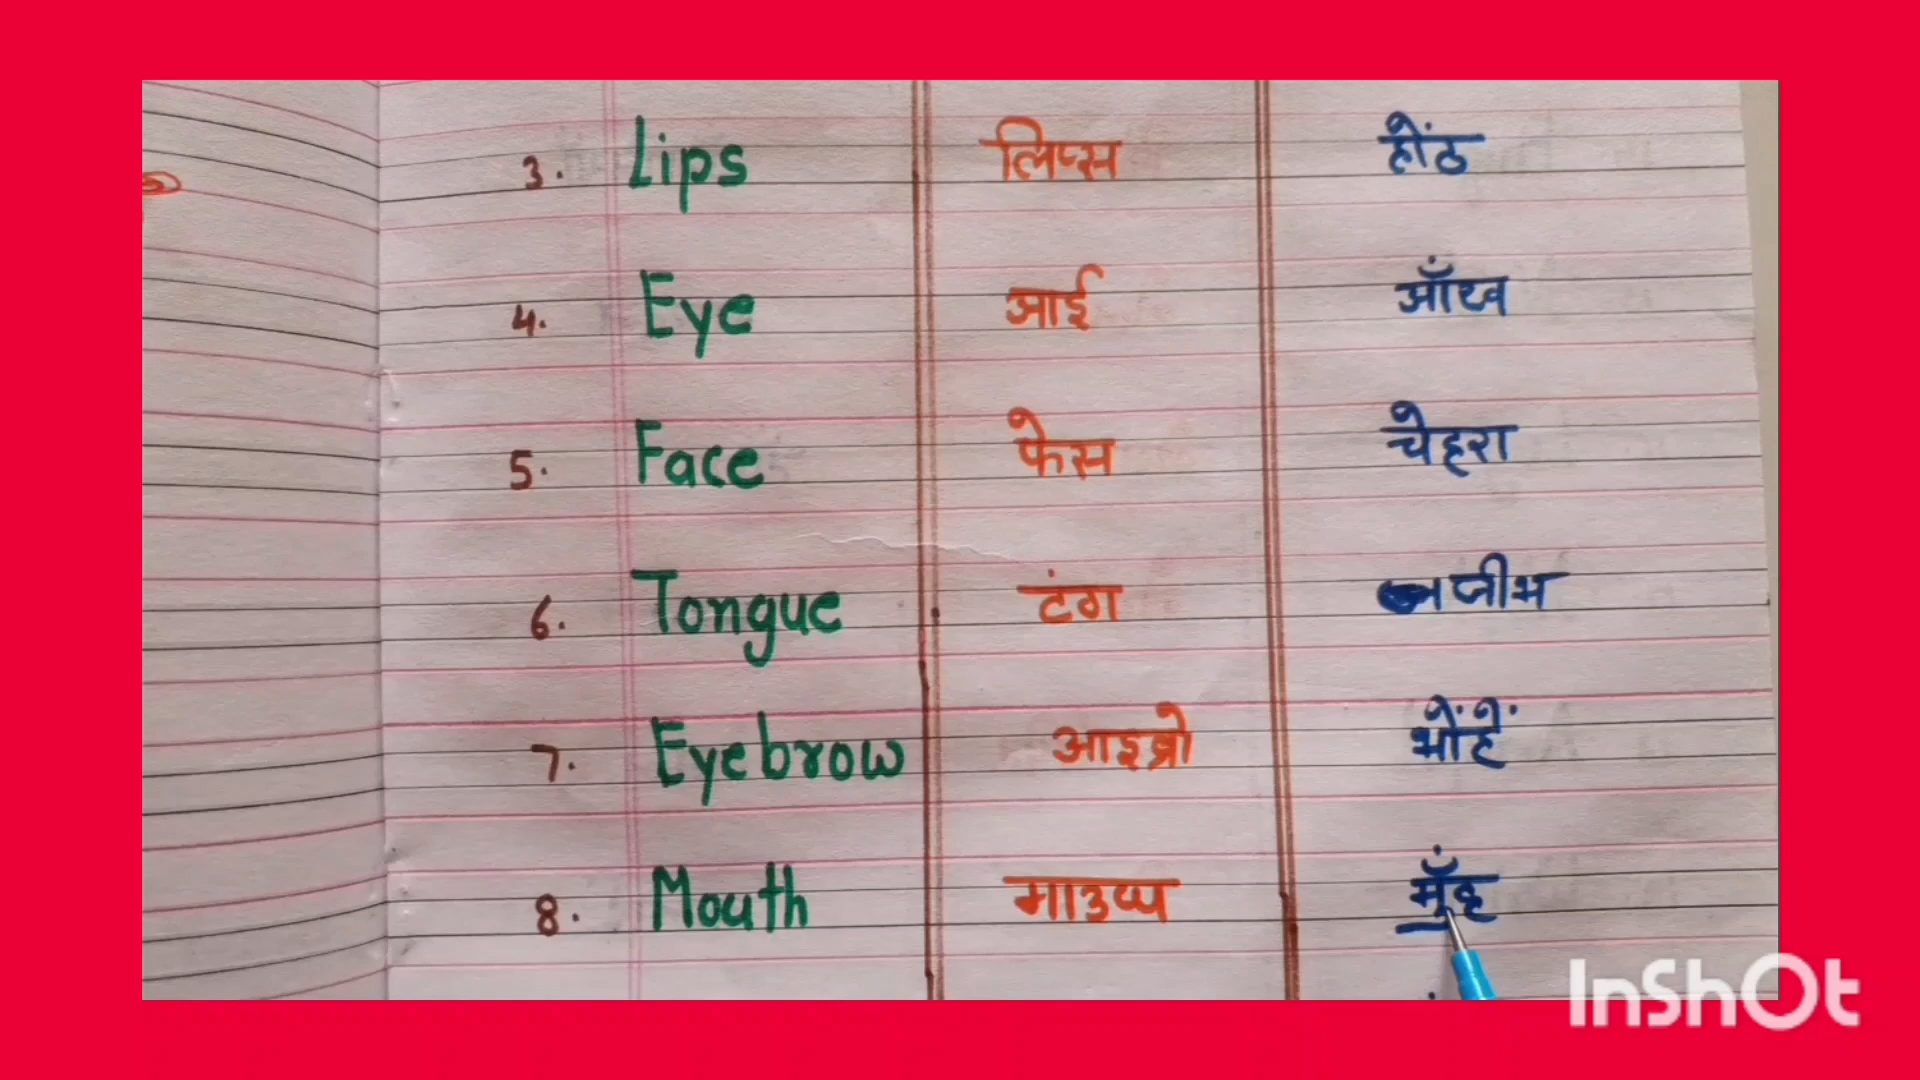 3. Lips लिप्स होंठ
4. Eye आई आँख
5. Face फेस चेहरा
6. Tongue टंग जीभ
7. Eyebrow आइब्रो भोंहें
8. Mouth माउथ मुँह
InShOt